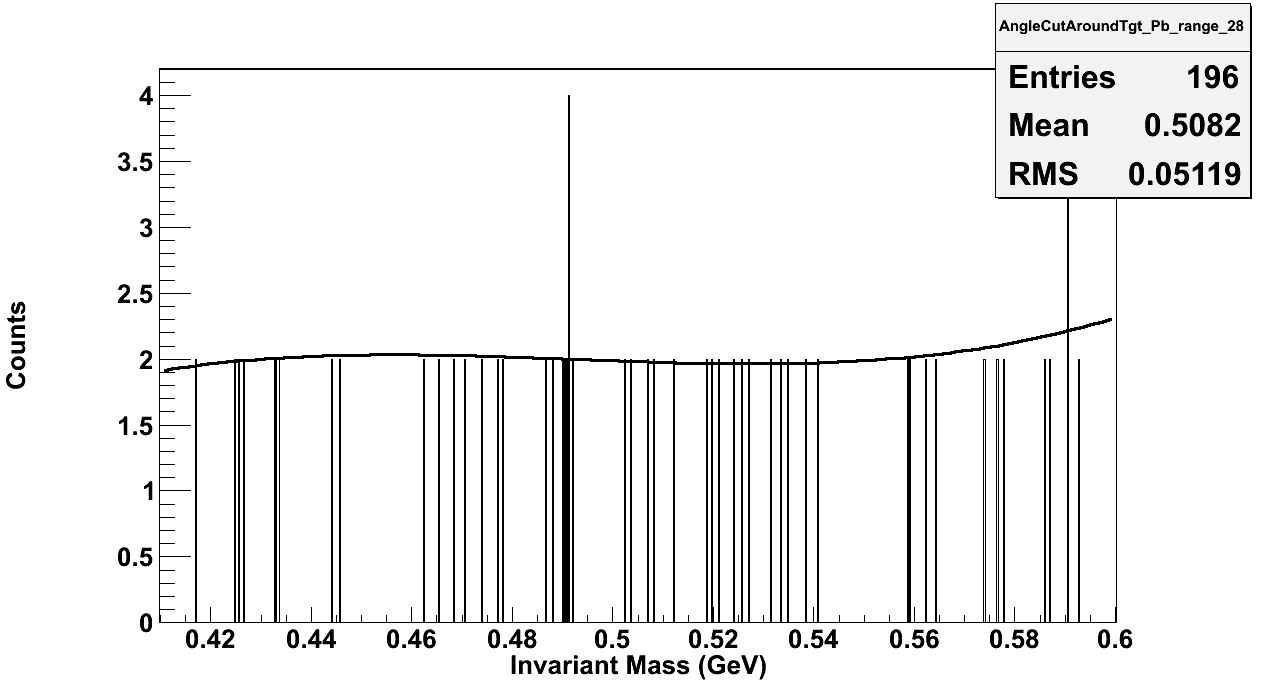 AngleCutAroundTgt_Pb_range_28
Entries 196
Mean 0.5082
RMS 0.05119
Counts
4
3.5
3
2.5
2
1.5
1
0.5
0
0.42 0.44 0.46 0.48 0.5 0.52 0.54 0.56 0.58 0.6
Invariant Mass (GeV)